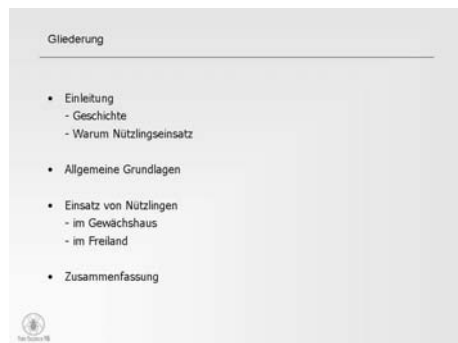 Gliederung
• Einleitung
- Geschichte
- Warum Nützlingseinsatz
• Allgemeine Grundlagen
• Einsatz von Nützlingen
- im Gewächshaus
- im Freiland
• Zusammenfassung